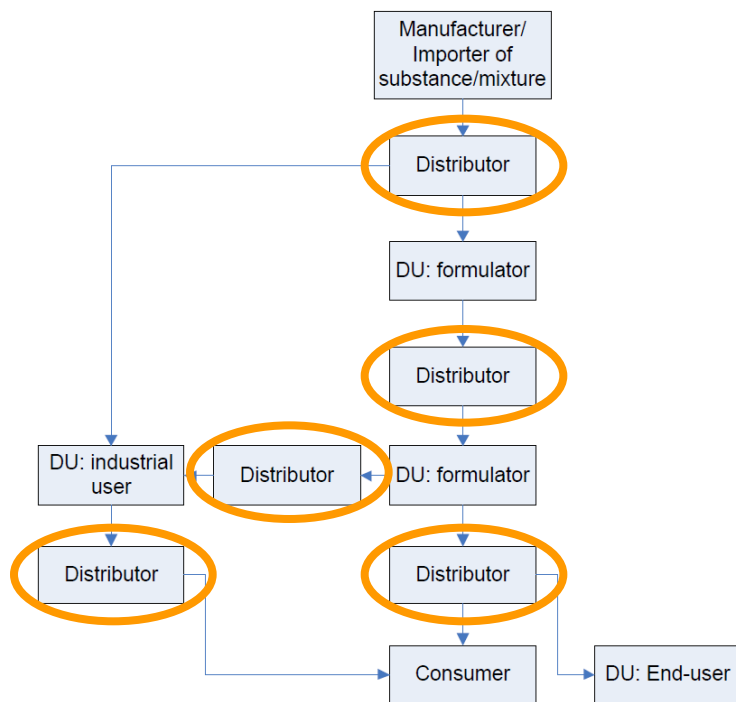 Manufacturer/
Importer of
substance/mixture
Distributor
DU: formulator
Distributor
DU: industrial
user
Distributor
DU: formulator
Distributor
Distributor
Consumer
DU: End-user